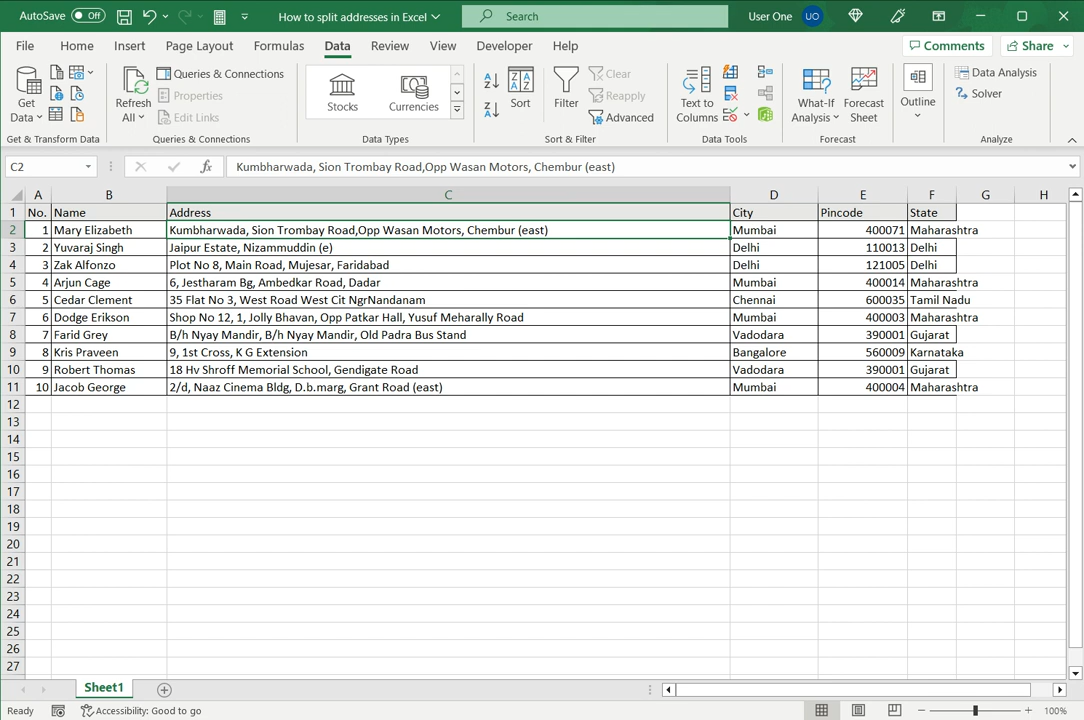 AutoSave Off How to split addresses in Excel Search User One UO
File Home Insert Page Layout Formulas Data Review View Developer Help Comments Share
Get Data Refresh All Queries & Connections Properties Edit Links Stocks Currencies Sort Filter Clear Reapply Advanced Text to Columns What-If Analysis Forecast Sheet Outline Data Analysis Solver
Get & Transform Data Queries & Connections Data Types Sort & Filter Data Tools Forecast Analyze
C2 fx Kumbharwada, Sion Trombay Road,Opp Wasan Motors, Chembur (east)
A B C D E F G H
1 No. Name Address City Pincode State
2 1 Mary Elizabeth Kumbharwada, Sion Trombay Road,Opp Wasan Motors, Chembur (east) Mumbai 400071 Maharashtra
3 2 Yuvaraj Singh Jaipur Estate, Nizammuddin (e) Delhi 110013 Delhi
4 3 Zak Alfonzo Plot No 8, Main Road, Mujesar, Faridabad Delhi 121005 Delhi
5 4 Arjun Cage 6, Jestharam Bg, Ambedkar Road, Dadar Mumbai 400014 Maharashtra
6 5 Cedar Clement 35 Flat No 3, West Road West Cit NgrNandanam Chennai 600035 Tamil Nadu
7 6 Dodge Erikson Shop No 12, 1, Jolly Bhavan, Opp Patkar Hall, Yusuf Meharally Road Mumbai 400003 Maharashtra
8 7 Farid Grey B/h Nyay Mandir, B/h Nyay Mandir, Old Padra Bus Stand Vadodara 390001 Gujarat
9 8 Kris Praveen 9, 1st Cross, K G Extension Bangalore 560009 Karnataka
10 9 Robert Thomas 18 Hv Shroff Memorial School, Gendigate Road Vadodara 390001 Gujarat
11 10 Jacob George 2/d, Naaz Cinema Bldg, D.b.marg, Grant Road (east) Mumbai 400004 Maharashtra
12
13
14
15
16
17
18
19
20
21
22
23
24
25
26
27
Sheet1
Ready Accessibility: Good to go 100%